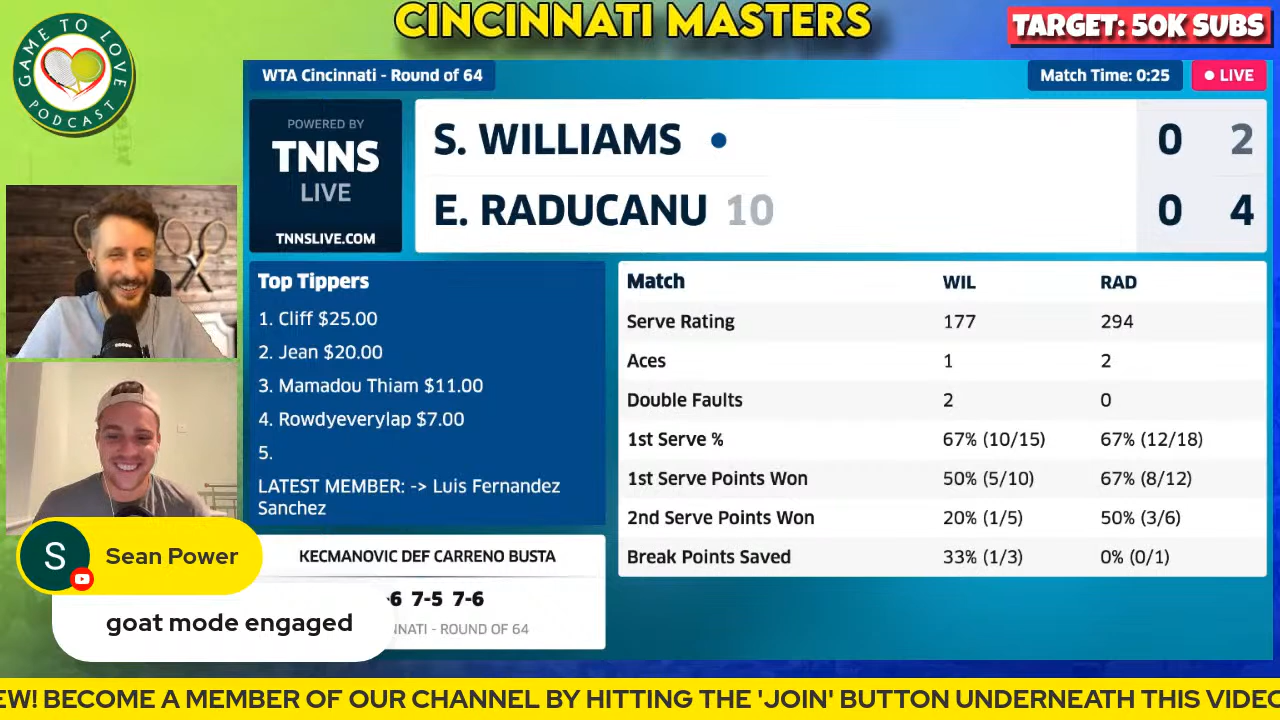 GAME TO LOVE
PODCAST
CINCINNATI MASTERS
TARGET: 50K SUBS
WTA Cincinnati - Round of 64
Match Time: 0:25
LIVE
POWERED BY
TNNS
LIVE
TNNSLIVE.COM
S. WILLIAMS 0 2
E. RADUCANU 10 0 4
Top Tippers
1. Cliff $25.00
2. Jean $20.00
3. Mamadou Thiam $11.00
4. Rowdyeverylap $7.00
5.
LATEST MEMBER: -> Luis Fernandez
Sanchez
Match WIL RAD
Serve Rating 177 294
Aces 1 2
Double Faults 2 0
1st Serve % 67% (10/15) 67% (12/18)
1st Serve Points Won 50% (5/10) 67% (8/12)
2nd Serve Points Won 20% (1/5) 50% (3/6)
Break Points Saved 33% (1/3) 0% (0/1)
KECMANOVIC DEF CARRENO BUSTA
-6 7-5 7-6
NNATI - ROUND OF 64
S
Sean Power
goat mode engaged
EW! BECOME A MEMBER OF OUR CHANNEL BY HITTING THE 'JOIN' BUTTON UNDERNEATH THIS VIDEO